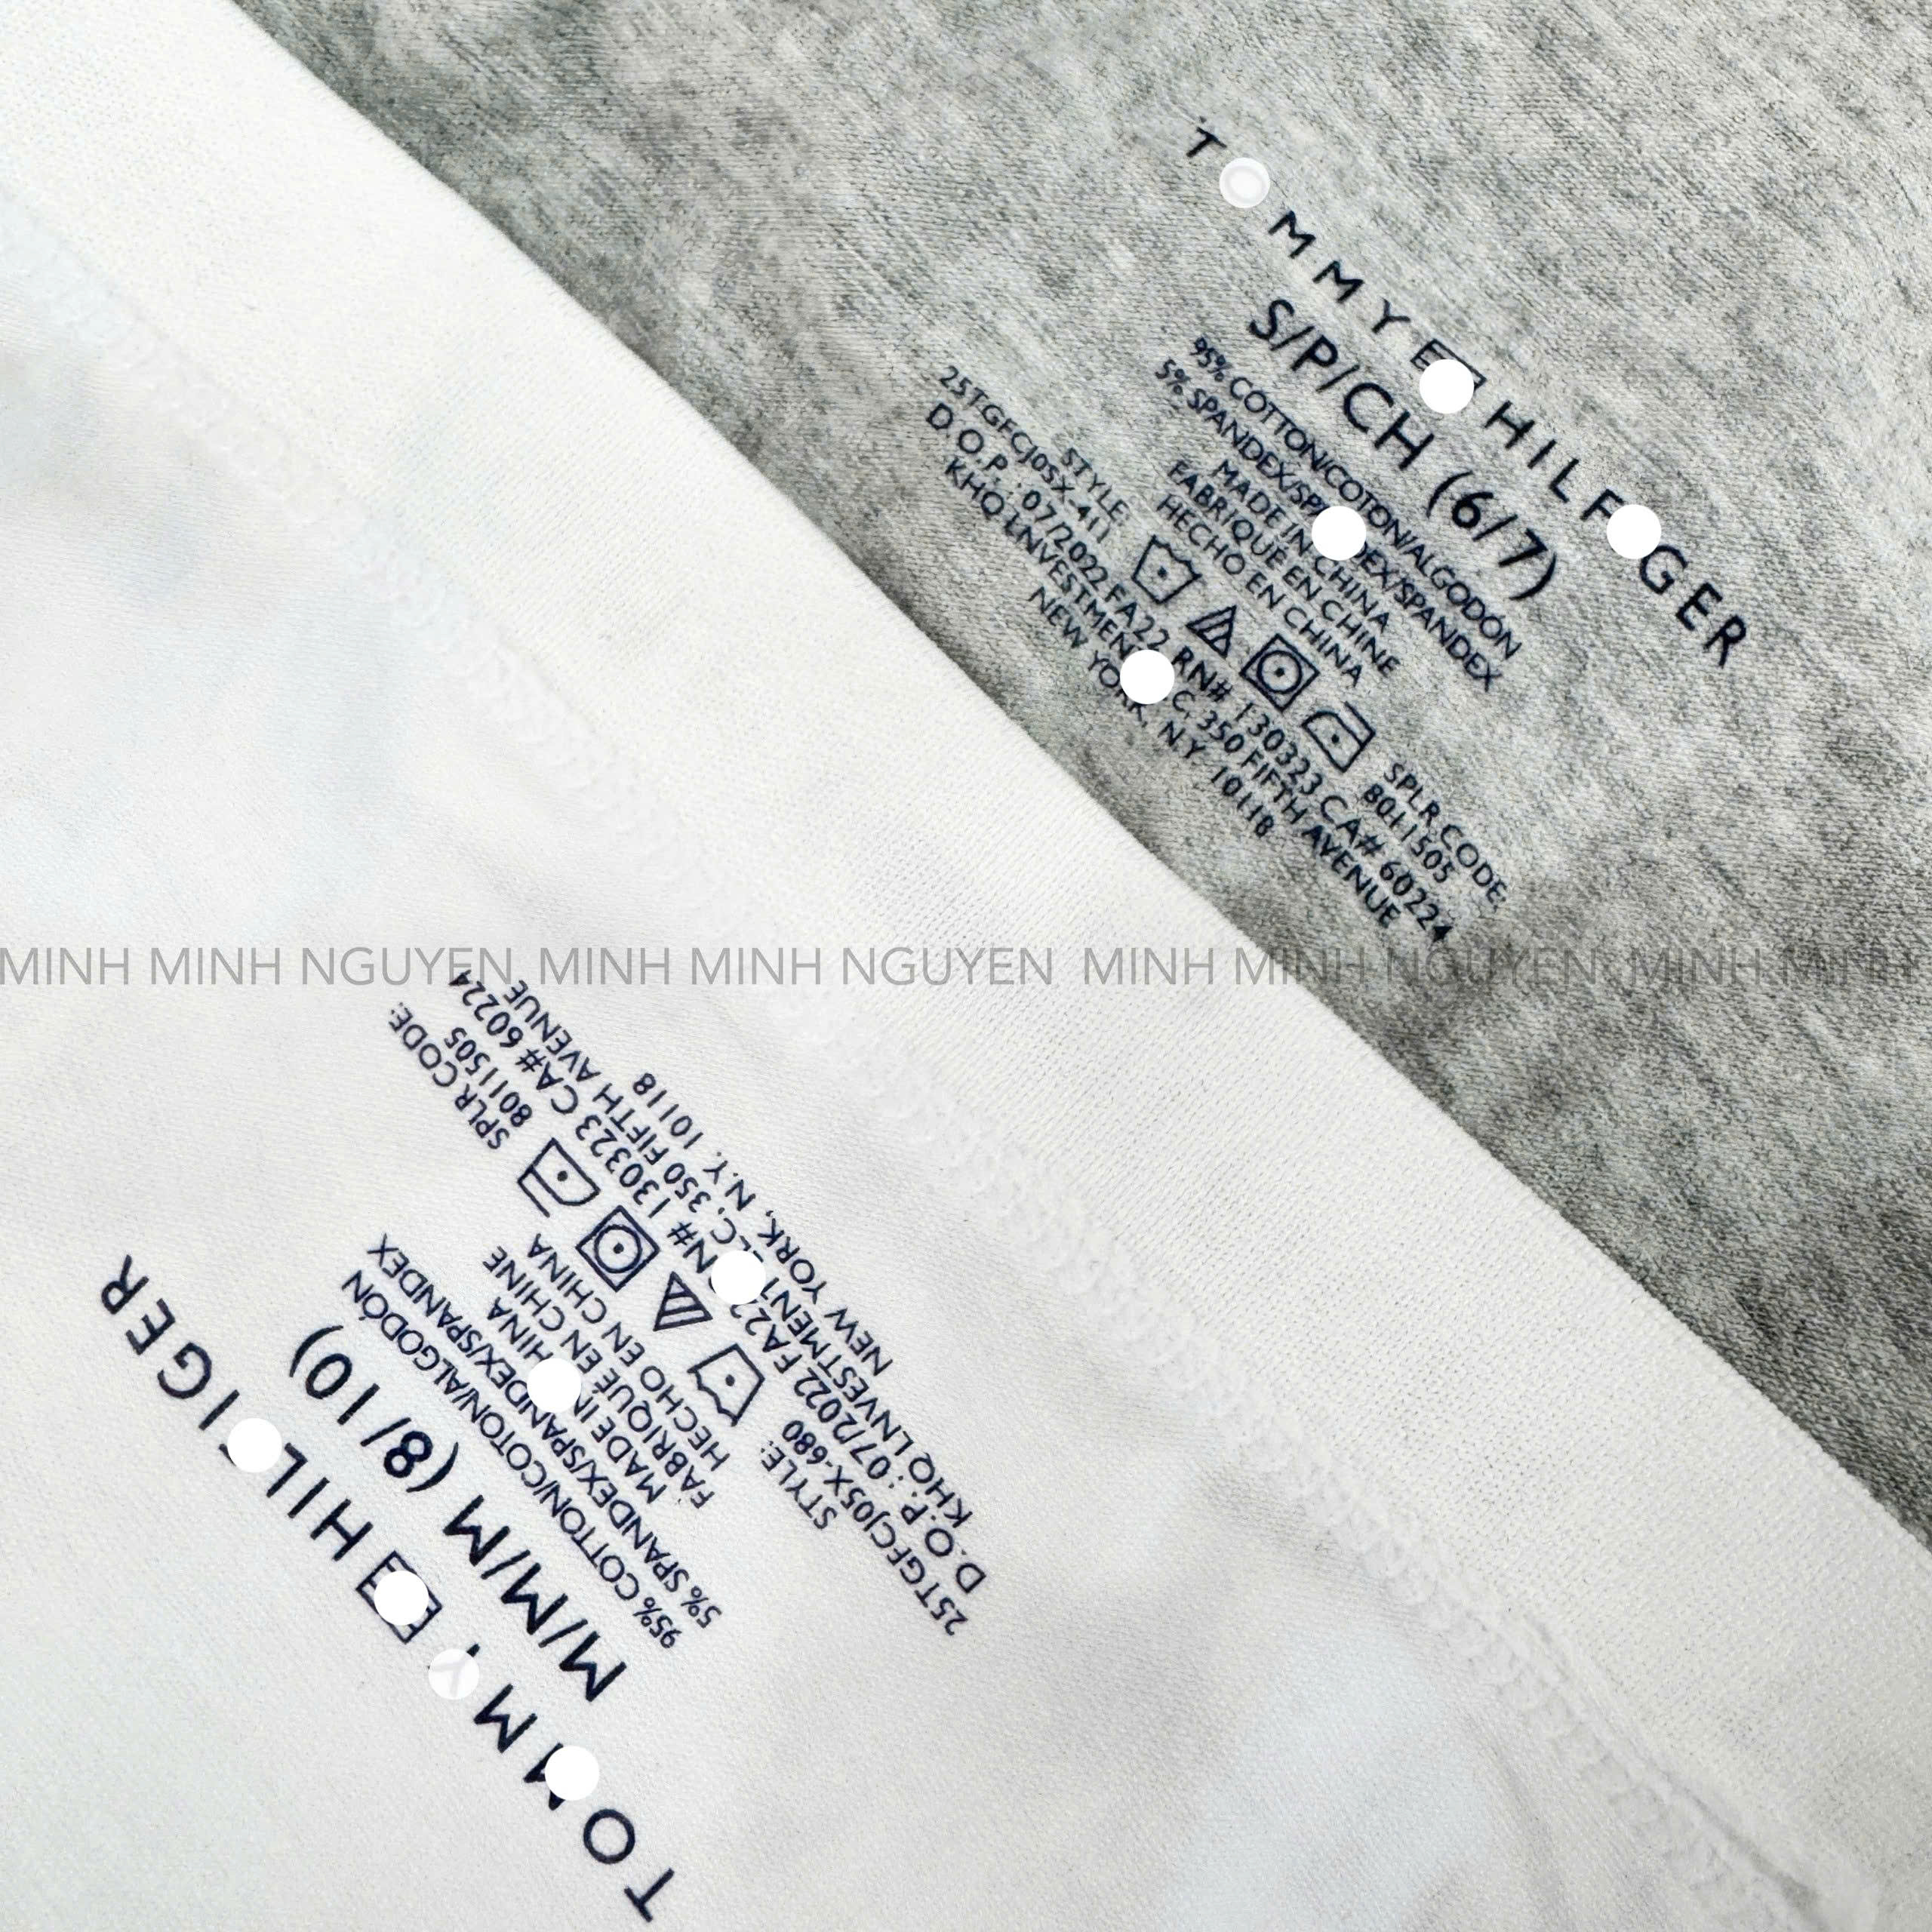 TOMMY HILFIGER
S/P/CH (6/7)
95% COTTON/COTON/ALGODÓN
5% SPANDEX/SPANDEX/SPANDEX
MADE IN CHINA
FABRIQUÉ EN CHINE
HECHO EN CHINA
STYLE:
25TGFCJ05X-411
SPLR CODE:
8011505
D.O.P.: 07/2022 FA22 RN# 130323 CA# 60224
KHQ LNVESTMENT LLC, 350 FIFTH AVENUE
NEW YORK, N.Y. 10118
MINH MINH NGUYEN MINH MINH NGUYEN MINH MINH NGUYEN MINH MINH
TOMMY HILFIGER
M/M/M (8/10)
95% COTTON/COTON/ALGODÓN
5% SPANDEX/SPANDEX/SPANDEX
MADE IN CHINA
FABRIQUÉ EN CHINE
HECHO EN CHINA
STYLE:
25TGFCJ05X-680
SPLR CODE:
8011505
D.O.P.: 07/2022 FA22 RN# 130323 CA# 60224
KHQ LNVESTMENT LLC, 350 FIFTH AVENUE
NEW YORK, N.Y. 10118